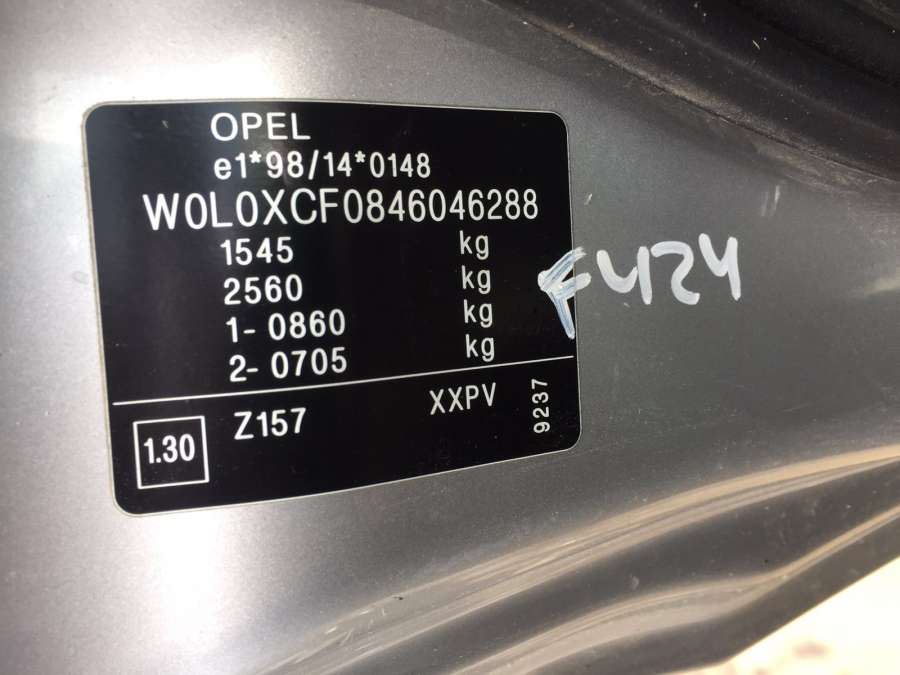 OPEL
e1*98/14*0148
W0L0XCF0846046288
1545 kg
2560 kg
1- 0860 kg
2- 0705 kg
1.30 Z157 XXPV 9237
F424